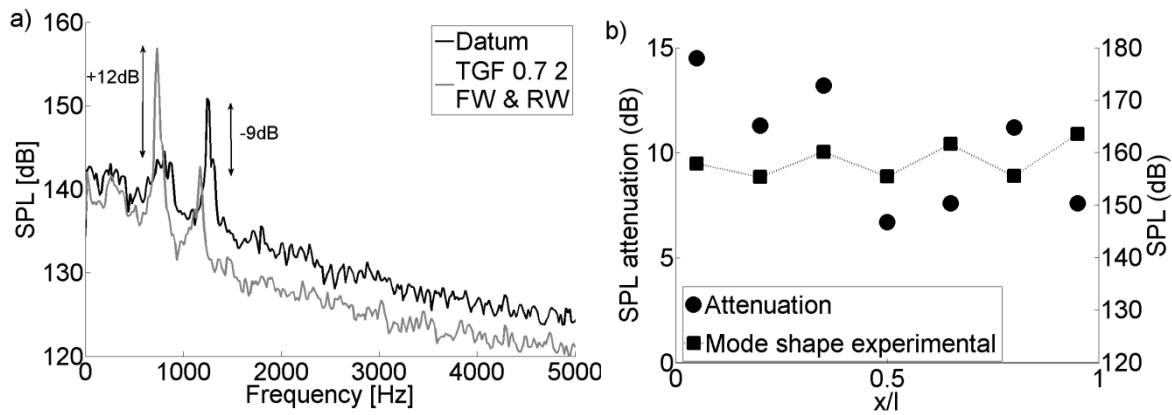 a)
160
150
140
130
120
SPL [dB]
+12dB
-9dB
Datum
TGF 0.7 2
FW & RW
0
1000
2000
3000
4000
5000
Frequency [Hz]
b)
15
10
5
0
SPL attenuation (dB)
Attenuation
Mode shape experimental
0.5
1
x/l
180
170
160
150
140
130
120
SPL (dB)